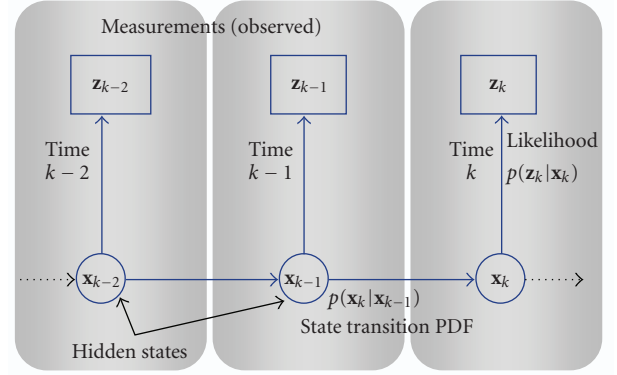 Measurements (observed)
z_{k−2}
z_{k−1}
z_k
Time
k − 2
Time
k − 1
Time
k
Likelihood
p(z_k|x_k)
x_{k−2}
x_{k−1}
x_k
p(x_k|x_{k−1})
State transition PDF
Hidden states